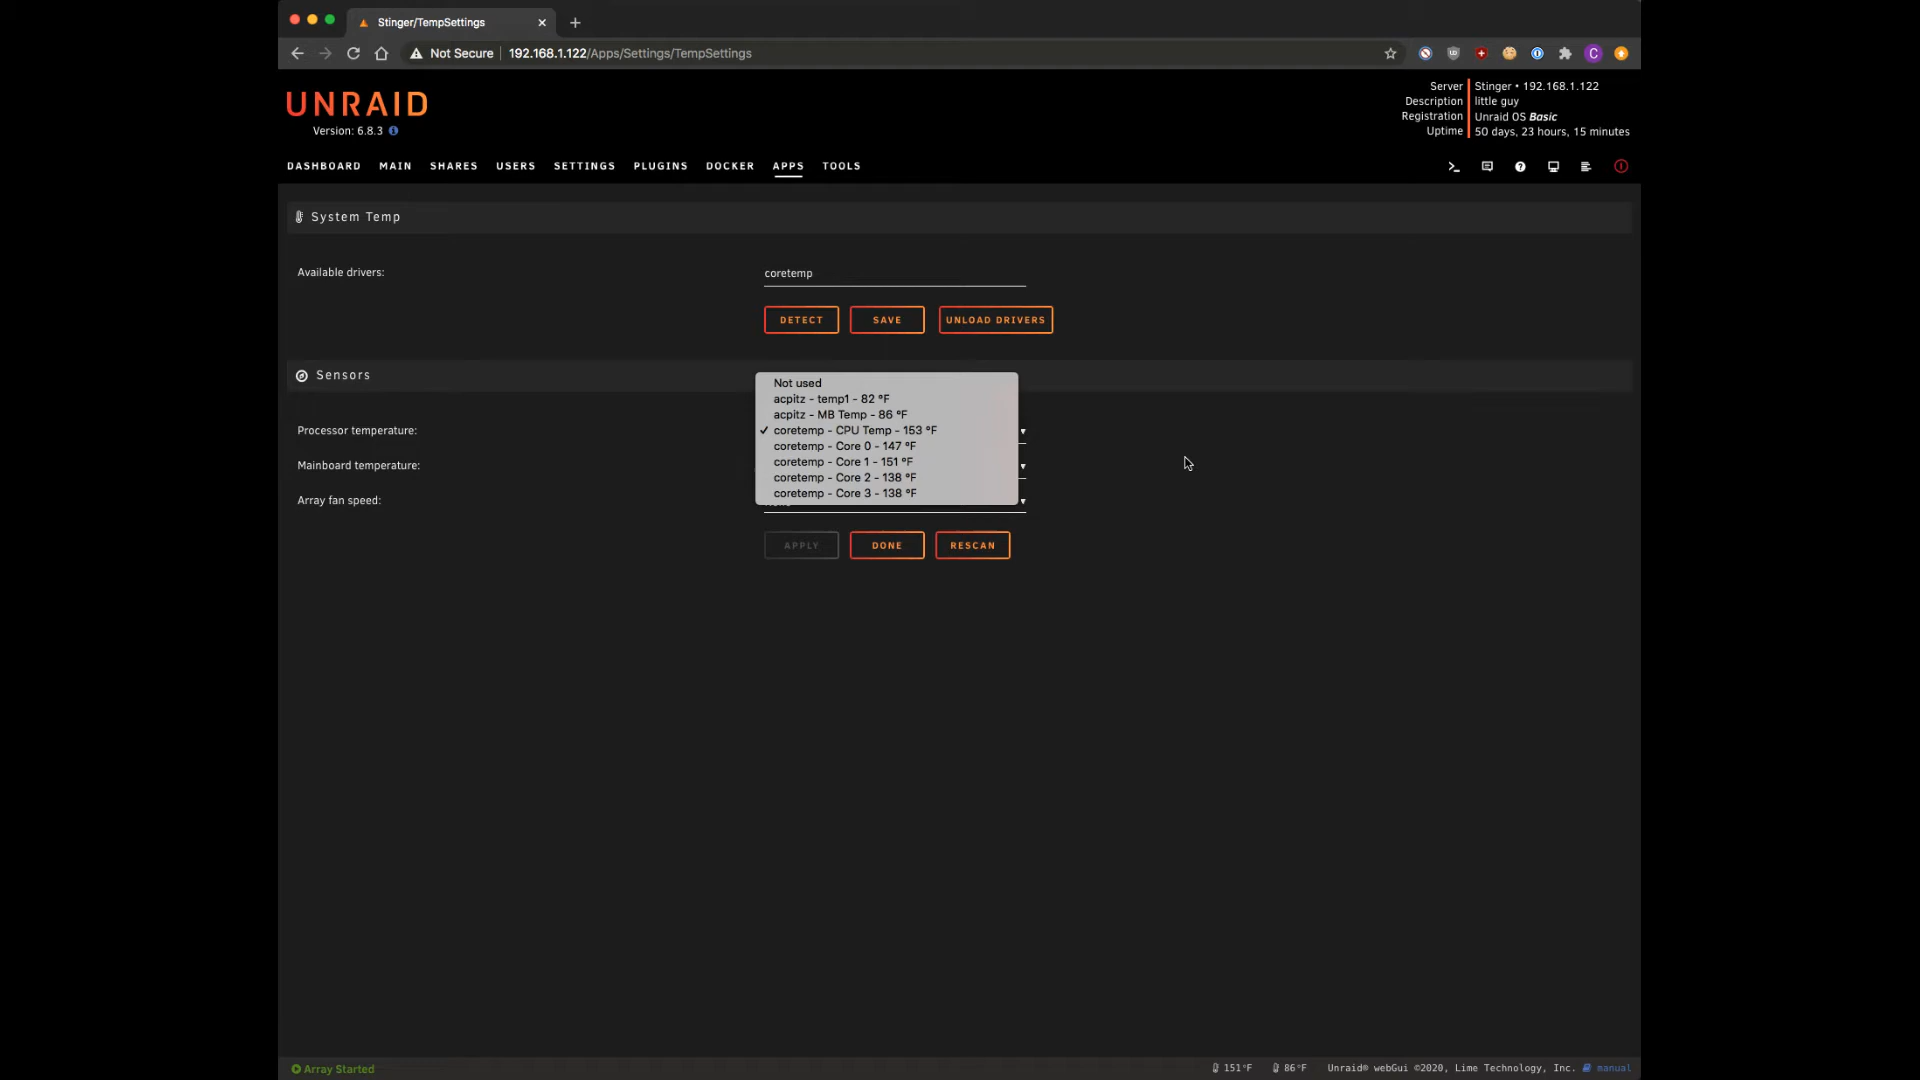 Stinger/TempSettings
Not Secure 192.168.1.122/Apps/Settings/TempSettings
UNRAID
Version: 6.8.3
Server Stinger • 192.168.1.122
Description little guy
Registration Unraid OS Basic
Uptime 50 days, 23 hours, 15 minutes
DASHBOARD MAIN SHARES USERS SETTINGS PLUGINS DOCKER APPS TOOLS
System Temp
Available drivers: coretemp
DETECT SAVE UNLOAD DRIVERS
Sensors
Not used
acpitz - temp1 - 82 °F
acpitz - MB Temp - 86 °F
Processor temperature: ✓ coretemp - CPU Temp - 153 °F
coretemp - Core 0 - 147 °F
Mainboard temperature: coretemp - Core 1 - 151 °F
coretemp - Core 2 - 138 °F
Array fan speed: coretemp - Core 3 - 138 °F
APPLY DONE RESCAN
Array Started 151°F 86°F Unraid® webGui ©2020, Lime Technology, Inc. manual